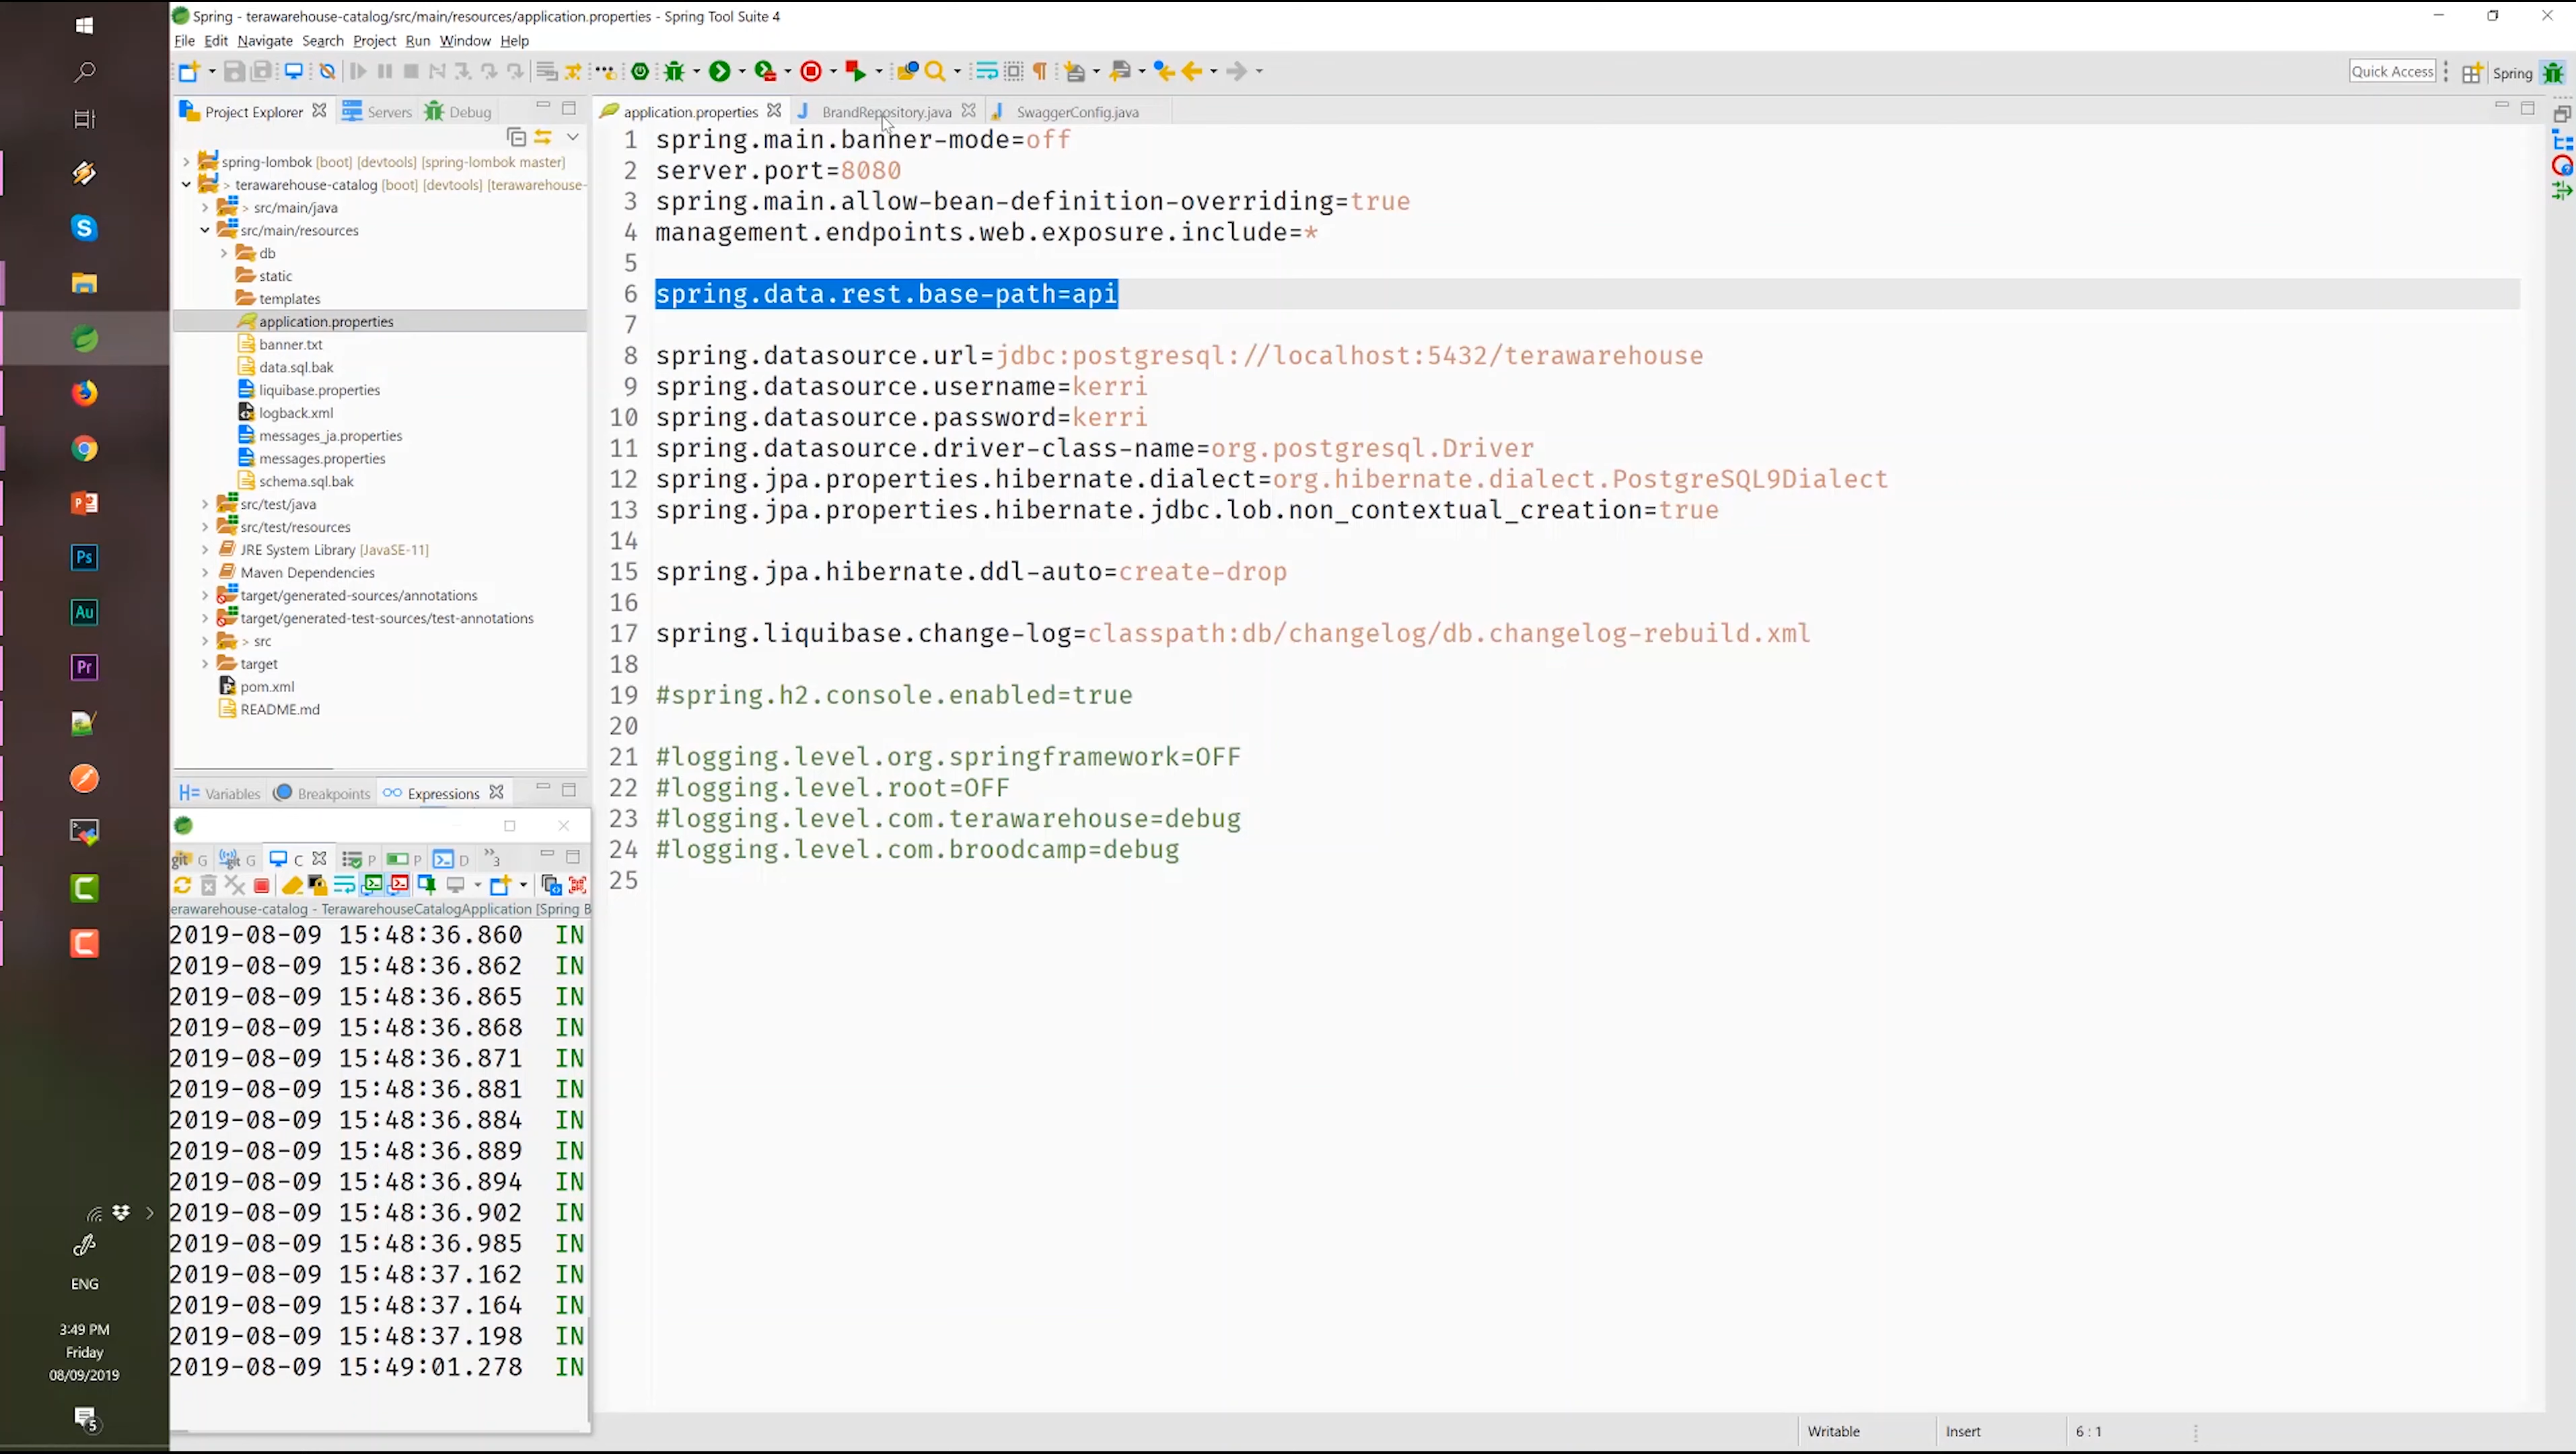 Spring - terawarehouse-catalog/src/main/resources/application.properties - Spring Tool Suite 4
File Edit Navigate Search Project Run Window Help
Quick Access
Spring
Project Explorer
Servers
Debug
spring-lombok [boot] [devtools] [spring-lombok master]
> terawarehouse-catalog [boot] [devtools] [terawarehouse-
> src/main/java
src/main/resources
db
static
templates
application.properties
banner.txt
data.sql.bak
liquibase.properties
logback.xml
messages_ja.properties
messages.properties
schema.sql.bak
src/test/java
src/test/resources
JRE System Library [JavaSE-11]
Maven Dependencies
target/generated-sources/annotations
target/generated-test-sources/test-annotations
> src
target
pom.xml
README.md
application.properties
BrandRepository.java
SwaggerConfig.java
1 spring.main.banner-mode=off
2 server.port=8080
3 spring.main.allow-bean-definition-overriding=true
4 management.endpoints.web.exposure.include=*
5
6 spring.data.rest.base-path=api
7
8 spring.datasource.url=jdbc:postgresql://localhost:5432/terawarehouse
9 spring.datasource.username=kerri
10 spring.datasource.password=kerri
11 spring.datasource.driver-class-name=org.postgresql.Driver
12 spring.jpa.properties.hibernate.dialect=org.hibernate.dialect.PostgreSQL9Dialect
13 spring.jpa.properties.hibernate.jdbc.lob.non_contextual_creation=true
14
15 spring.jpa.hibernate.ddl-auto=create-drop
16
17 spring.liquibase.change-log=classpath:db/changelog/db.changelog-rebuild.xml
18
19 #spring.h2.console.enabled=true
20
21 #logging.level.org.springframework=OFF
22 #logging.level.root=OFF
23 #logging.level.com.terawarehouse=debug
24 #logging.level.com.broodcamp=debug
25
Variables
Breakpoints
Expressions
git G
git G
C
P
P
D
3
erawarehouse-catalog - TerawarehouseCatalogApplication [Spring B
2019-08-09 15:48:36.860 IN
2019-08-09 15:48:36.862 IN
2019-08-09 15:48:36.865 IN
2019-08-09 15:48:36.868 IN
2019-08-09 15:48:36.871 IN
2019-08-09 15:48:36.881 IN
2019-08-09 15:48:36.884 IN
2019-08-09 15:48:36.889 IN
2019-08-09 15:48:36.894 IN
2019-08-09 15:48:36.902 IN
2019-08-09 15:48:36.985 IN
2019-08-09 15:48:37.162 IN
2019-08-09 15:48:37.164 IN
2019-08-09 15:48:37.198 IN
2019-08-09 15:49:01.278 IN
S
Ps
Au
Pr
C
C
ENG
3:49 PM
Friday
08/09/2019
5
Writable
Insert
6 : 1